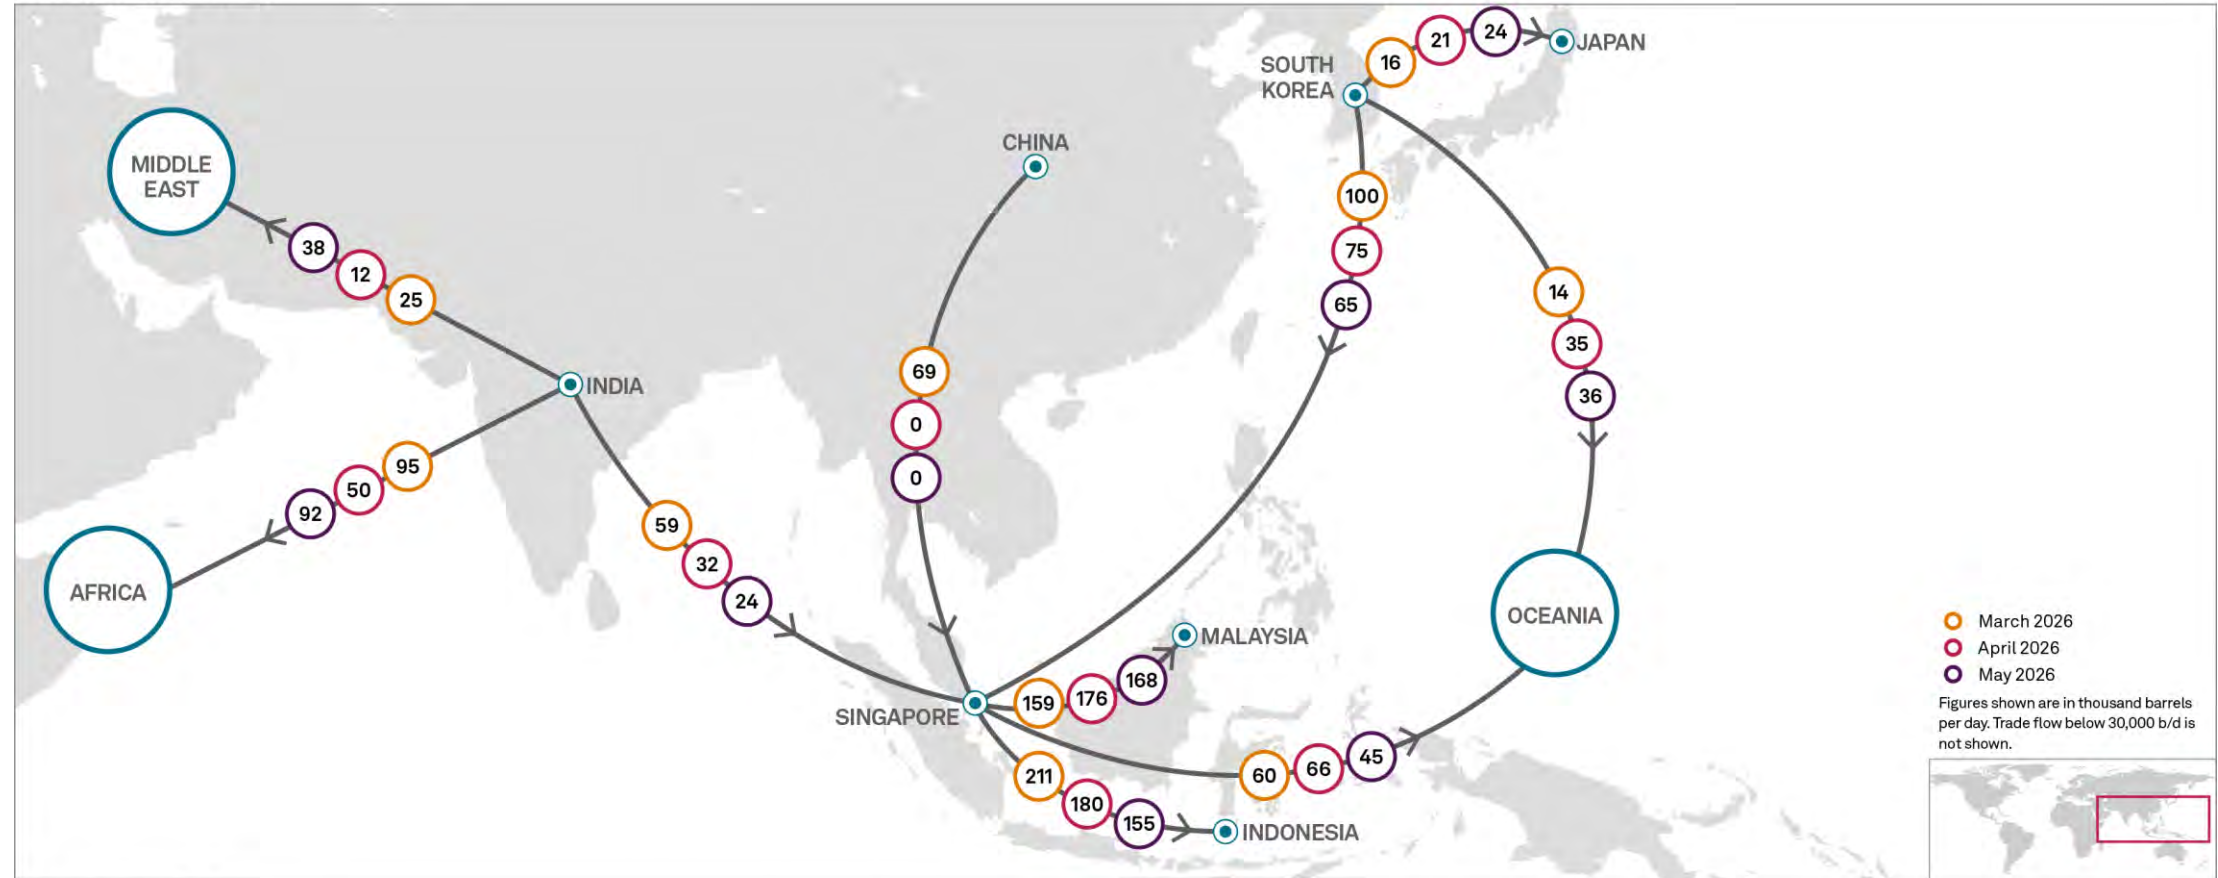 16
21
24
JAPAN
SOUTH
KOREA
CHINA
MIDDLE
EAST
100
38
75
12
14
25
65
35
69
INDIA
36
0
95
0
50
92
59
32
24
AFRICA
OCEANIA
MALAYSIA
168
176
159
SINGAPORE
45
66
60
211
180
155
INDONESIA
March 2026
April 2026
May 2026
Figures shown are in thousand barrels
per day. Trade flow below 30,000 b/d is
not shown.